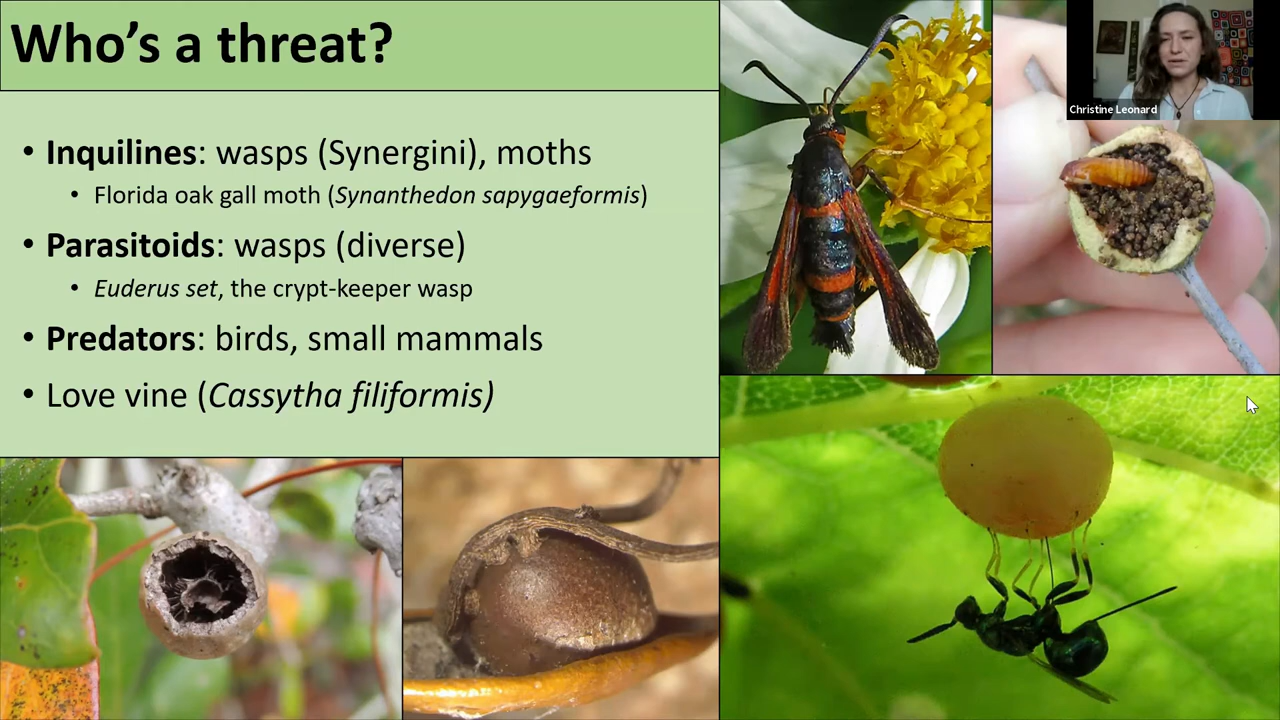 Who’s a threat?
Christine Leonard
• Inquilines: wasps (Synergini), moths
• Florida oak gall moth (Synanthedon sapygaeformis)
• Parasitoids: wasps (diverse)
• Euderus set, the crypt-keeper wasp
• Predators: birds, small mammals
• Love vine (Cassytha filiformis)